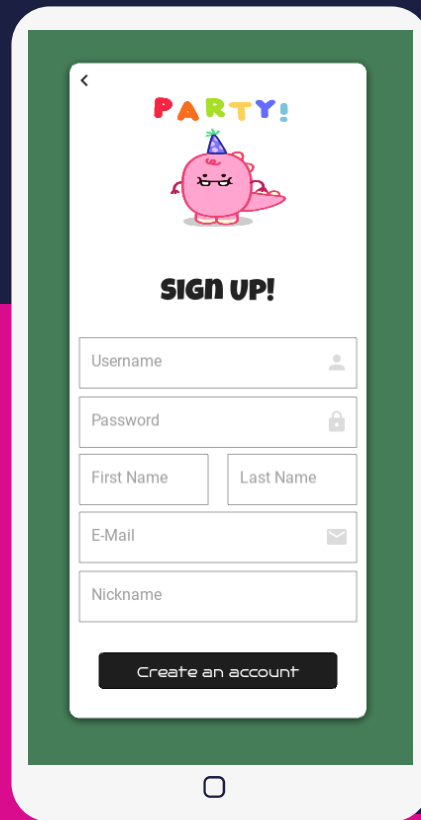 PARTY!
SIGN UP!
Username
Password
First Name Last Name
E-Mail
Nickname
Create an account